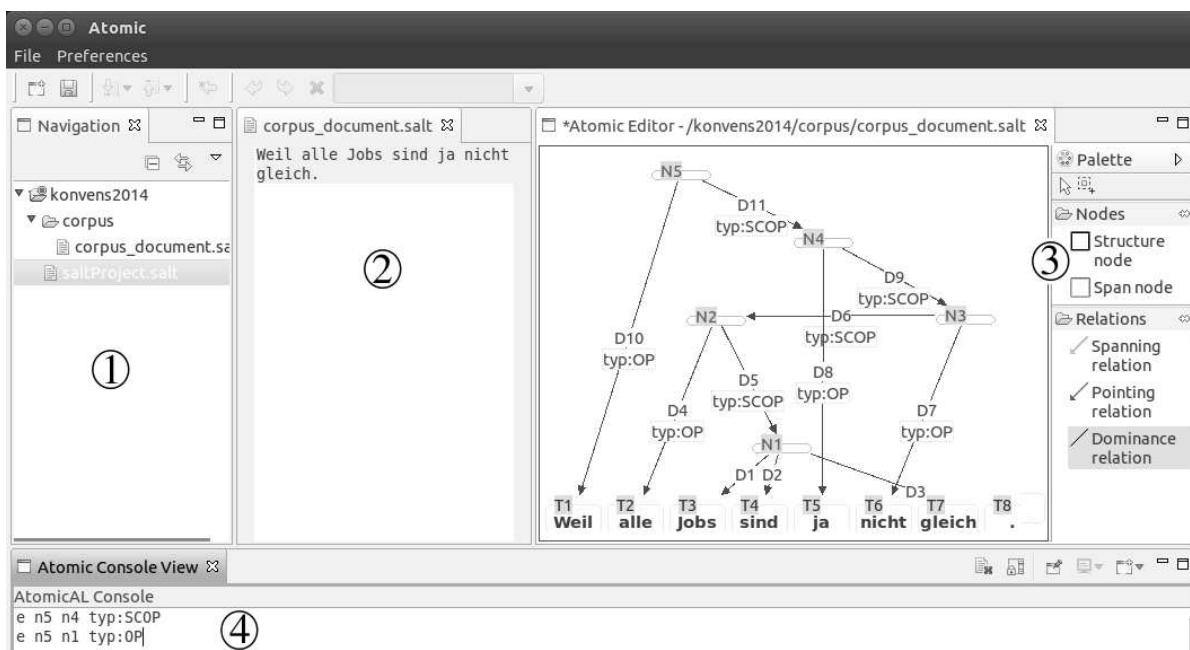 Atomic
File Preferences
Navigation
konvens2014
corpus
corpus_document.sa
saltProject.salt
①
corpus_document.salt
Weil alle Jobs sind ja nicht
gleich.
②
*Atomic Editor - /konvens2014/corpus/corpus_document.salt
N5
D11
typ:SCOP
N4
D9
typ:SCOP
N2
D6
typ:SCOP
N3
D10
typ:OP
D5
typ:SCOP
D8
typ:OP
D4
typ:OP
D7
typ:OP
N1
D1 D2
D3
T1 T2 T3 T4 T5 T6 T7 T8
Weil alle Jobs sind ja nicht gleich .
Palette
Nodes
③
Structure
node
Span node
Relations
Spanning
relation
Pointing
relation
Dominance
relation
Atomic Console View
AtomicAL Console
e n5 n4 typ:SCOP
e n5 n1 typ:OP
④